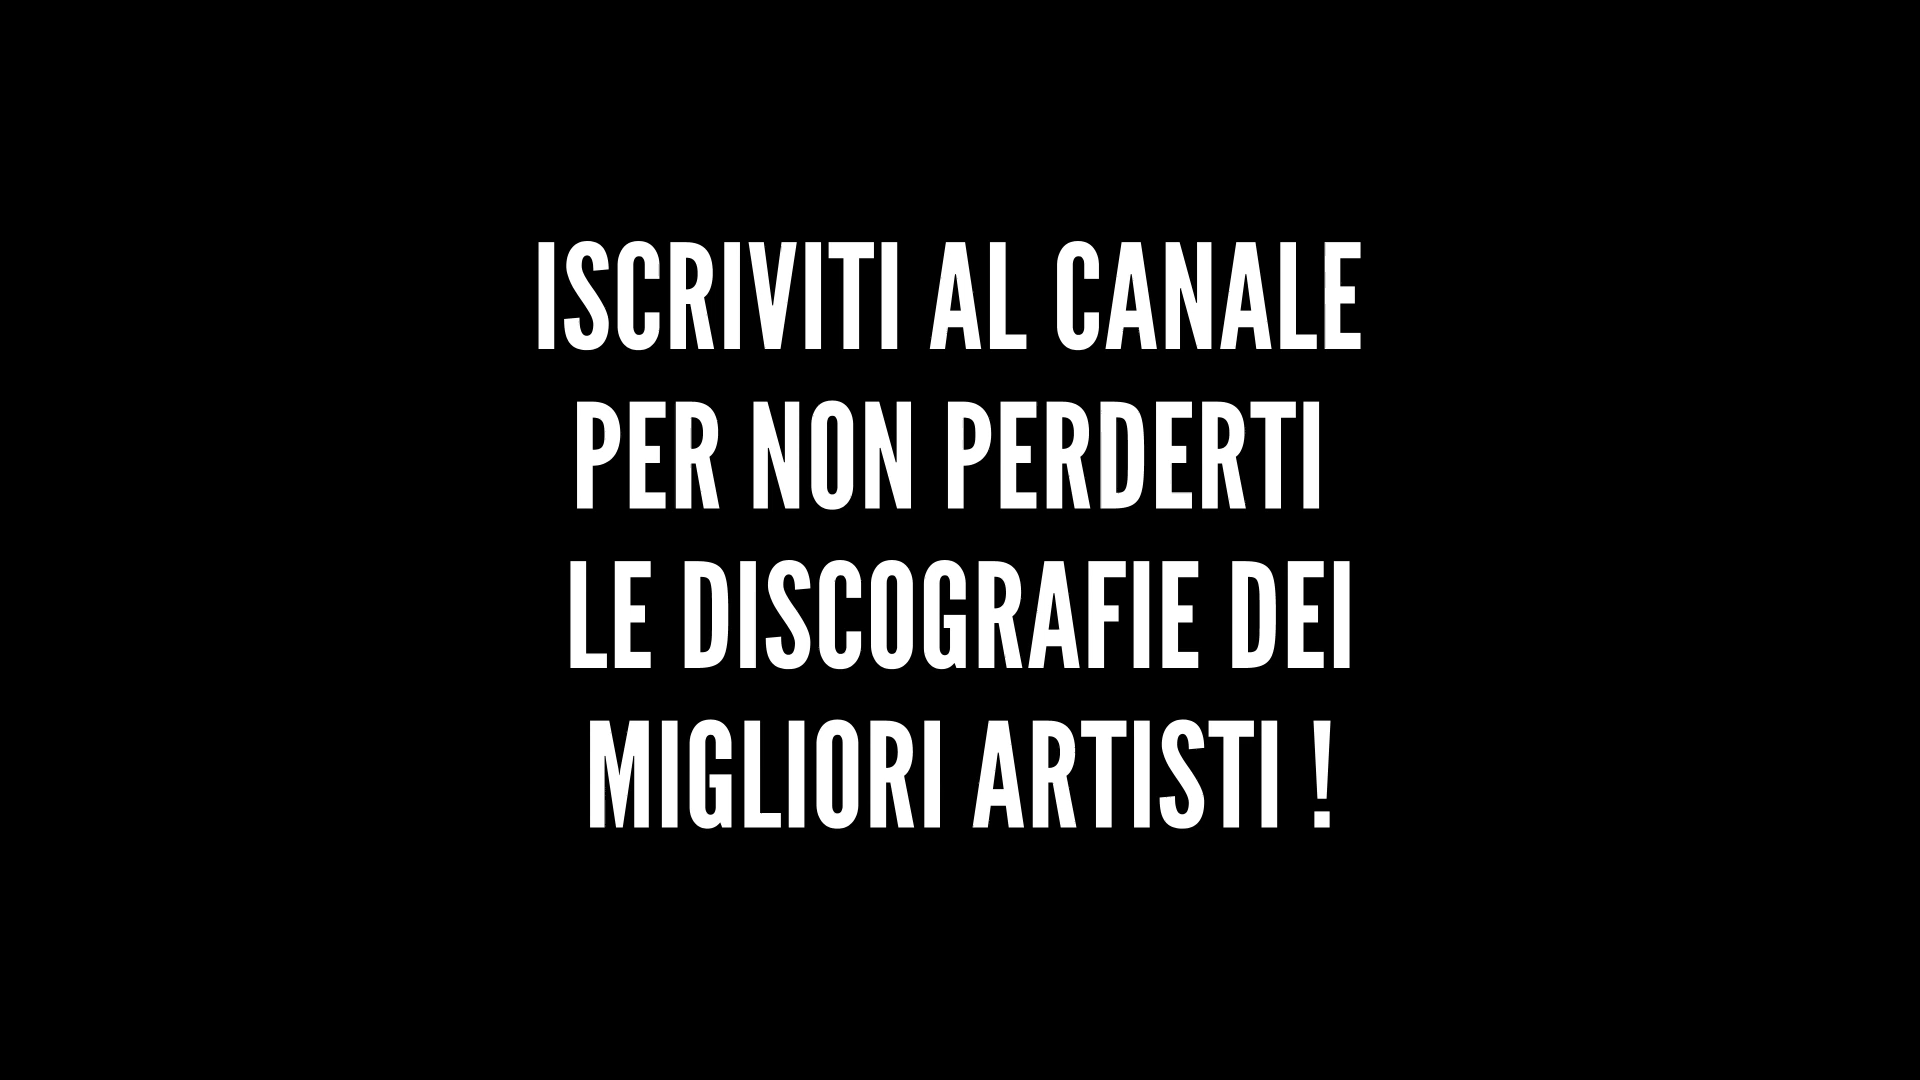 ISCRIVITI AL CANALE
PER NON PERDERTI
LE DISCOGRAFIE DEI
MIGLIORI ARTISTI !